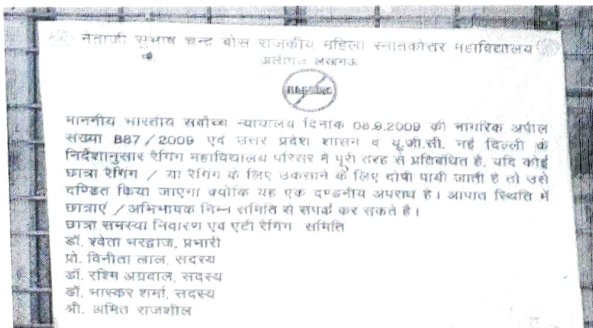 नेताजी सुभाष चन्द्र बोस राजकीय महिला स्नातकोत्तर महाविद्यालय
अलीगंज लखनऊ
माननीय भारतीय सर्वोच्च न्यायालय दिनांक 08.9.2009 की नागरिक अपील
संख्या 887/2009 एवं उत्तर प्रदेश शासन व यू.जी.सी. नई दिल्ली के
निर्देशानुसार रैगिंग महाविद्यालय परिसर में पूरी तरह से प्रतिबंधित है, यदि कोई
छात्रा रैगिंग / या रैगिंग के लिए उकसाने के लिए दोषी पायी जाती है तो उसे
दण्डित किया जाएगा क्योंकि यह एक दण्डनीय अपराध है। आपात स्थिति में
छात्राएं / अभिभावक निम्न समिति से संपर्क कर सकते है।
छात्रा समस्या निवारण एवं एंटी रैगिंग समिति
डॉ. श्वेता भारद्वाज, प्रभारी
प्रो. विनीता लाल, सदस्य
डॉ. रश्मि अग्रवाल, सदस्य
डॉ. भास्कर शर्मा, सदस्य
श्री. अमित राजशील